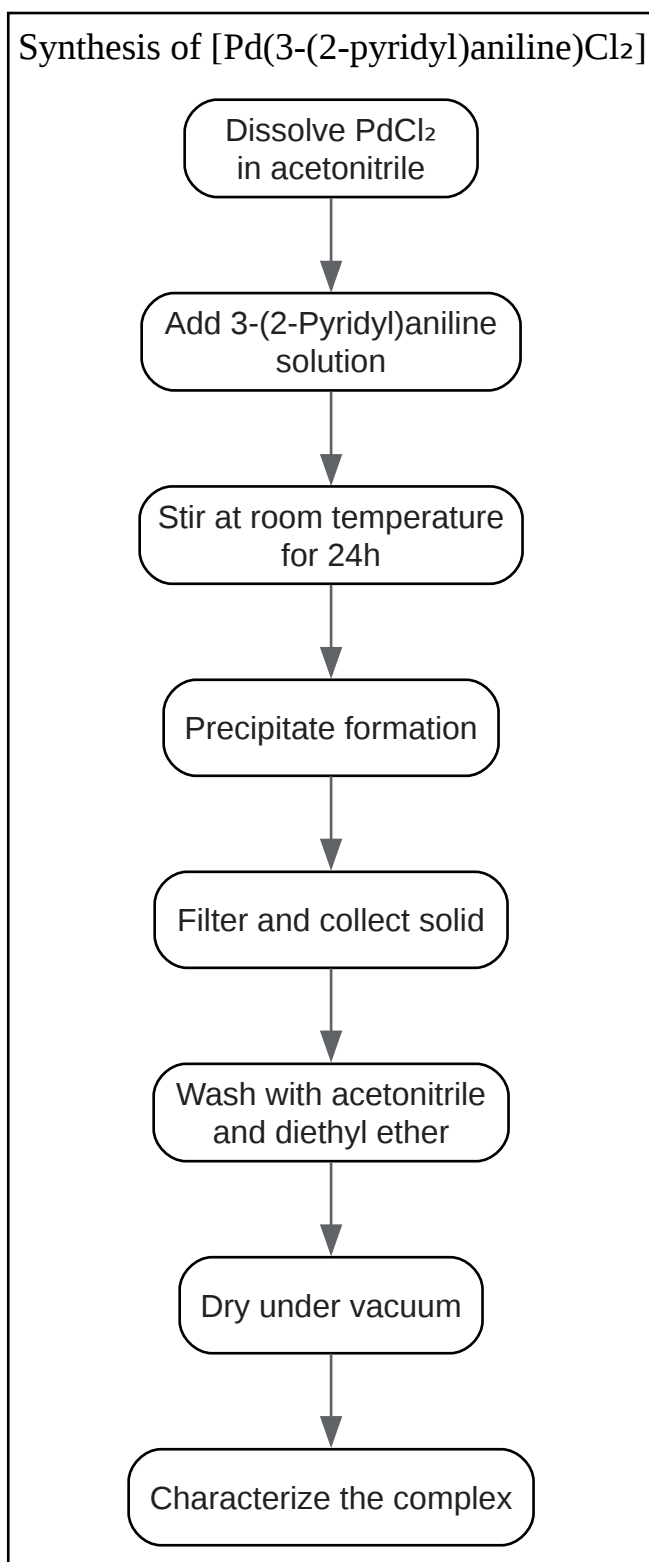 Synthesis of [Pd(3-(2-pyridyl)aniline)Cl₂]
Dissolve PdCl₂
in acetonitrile
Add 3-(2-Pyridyl)aniline
solution
Stir at room temperature
for 24h
Precipitate formation
Filter and collect solid
Wash with acetonitrile
and diethyl ether
Dry under vacuum
Characterize the complex